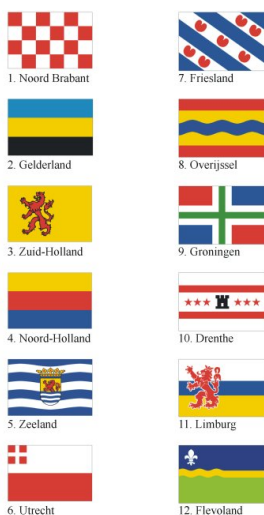 1. Noord Brabant
2. Gelderland
3. Zuid-Holland
4. Noord-Holland
5. Zeeland
6. Utrecht
7. Friesland
8. Overijssel
9. Groningen
10. Drenthe
11. Limburg
12. Flevoland